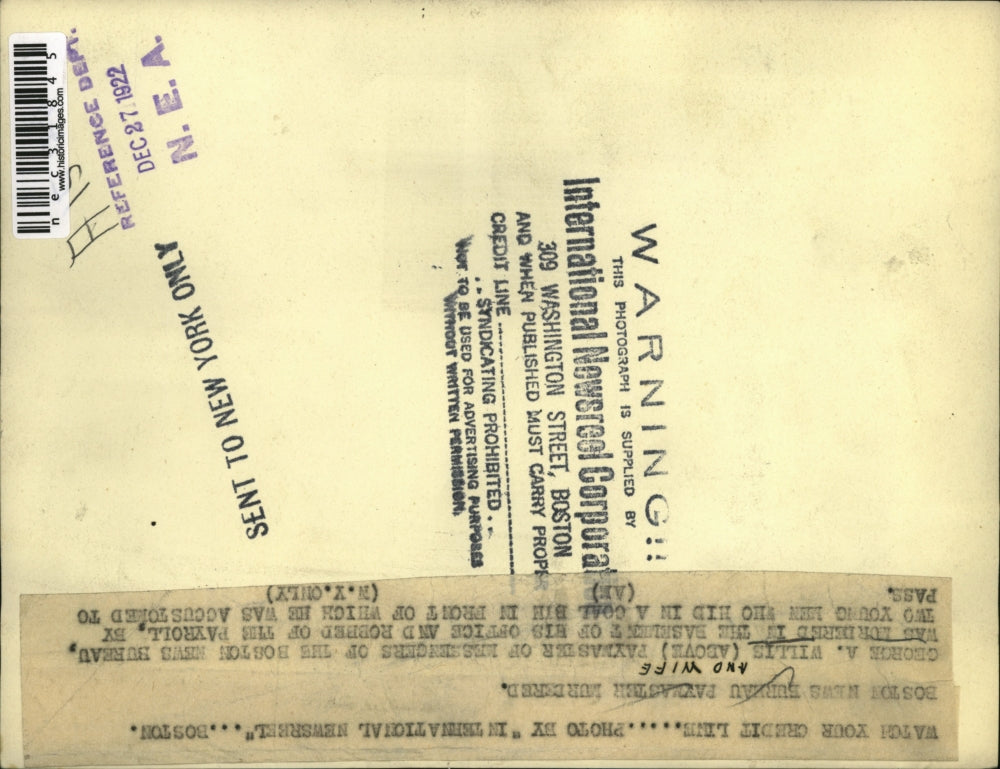 WATCH YOUR CREDIT LINE.....PHOTO BY "INTERNATIONAL NEWSREEL"...BOSTON.
BOSTON NEWS BUREAU PAYMASTER MURDERED.
AND WIFE
GEORGE A. WILLIS (ABOVE) PAYMASTER OF MESSENGERS OF THE BOSTON NEWS BUREAU,
WAS MURDERED IN THE BASEMENT OF HIS OFFICE AND ROBBED OF THE PAYROLL, BY
TWO YOUNG MEN WHO HID IN A COAL BIN IN FRONT OF WHICH HE WAS ACCUSTOMED TO
PASS. (AE) (N.Y.ONLY)
WARNING!!
THIS PHOTOGRAPH IS SUPPLIED BY
International Newsreel Corporat
309 WASHINGTON STREET, BOSTON
AND WHEN PUBLISHED MUST CARRY PROPER
CREDIT LINE
SYNDICATING PROHIBITED
NOT TO BE USED FOR ADVERTISING PURPOSES
WITHOUT WRITTEN PERMISSION
SENT TO NEW YORK ONLY
REFERENCE DEPT.
DEC 27 1922
N. E. A.
www.historicimages.com
nec31845